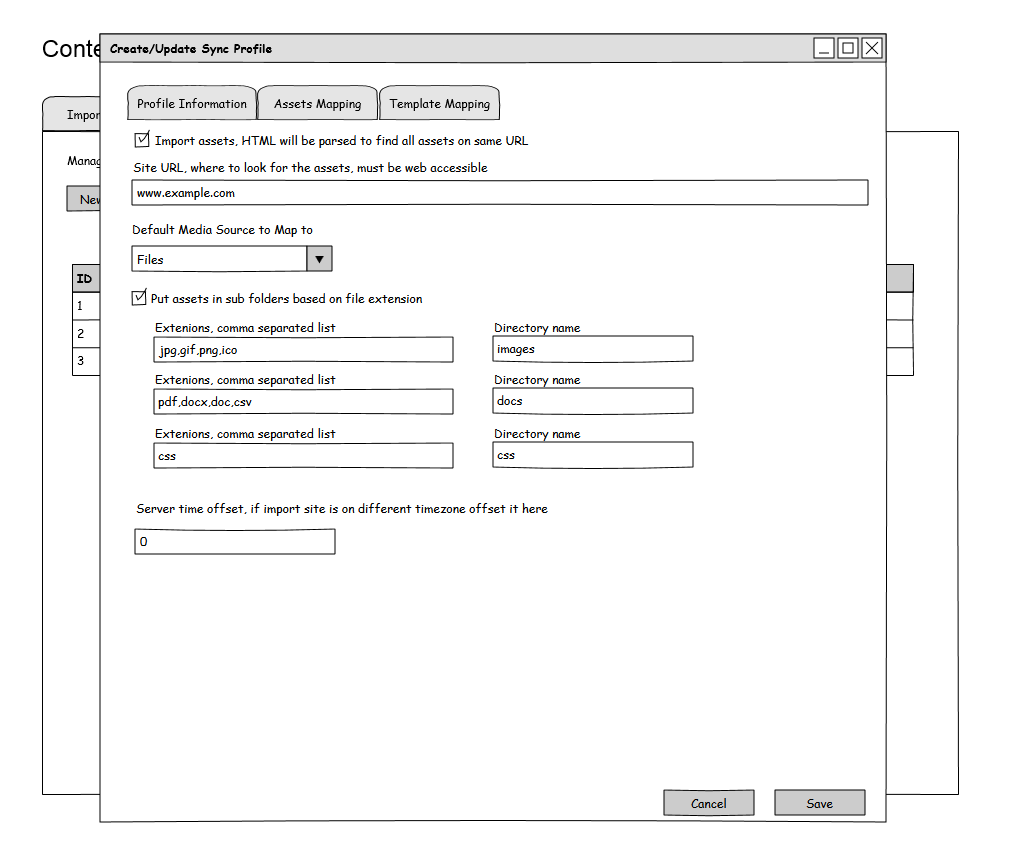 Conte
Create/Update Sync Profile
Profile Information Assets Mapping Template Mapping
Impor
Import assets, HTML will be parsed to find all assets on same URL
Manag
Site URL, where to look for the assets, must be web accessible
www.example.com
New
Default Media Source to Map to
Files
ID
1
2
3
Put assets in sub folders based on file extension
Extenions, comma separated list Directory name
jpg,gif,png,ico images
Extenions, comma separated list Directory name
pdf,docx,doc,csv docs
Extenions, comma separated list Directory name
css css
Server time offset, if import site is on different timezone offset it here
0
Cancel Save